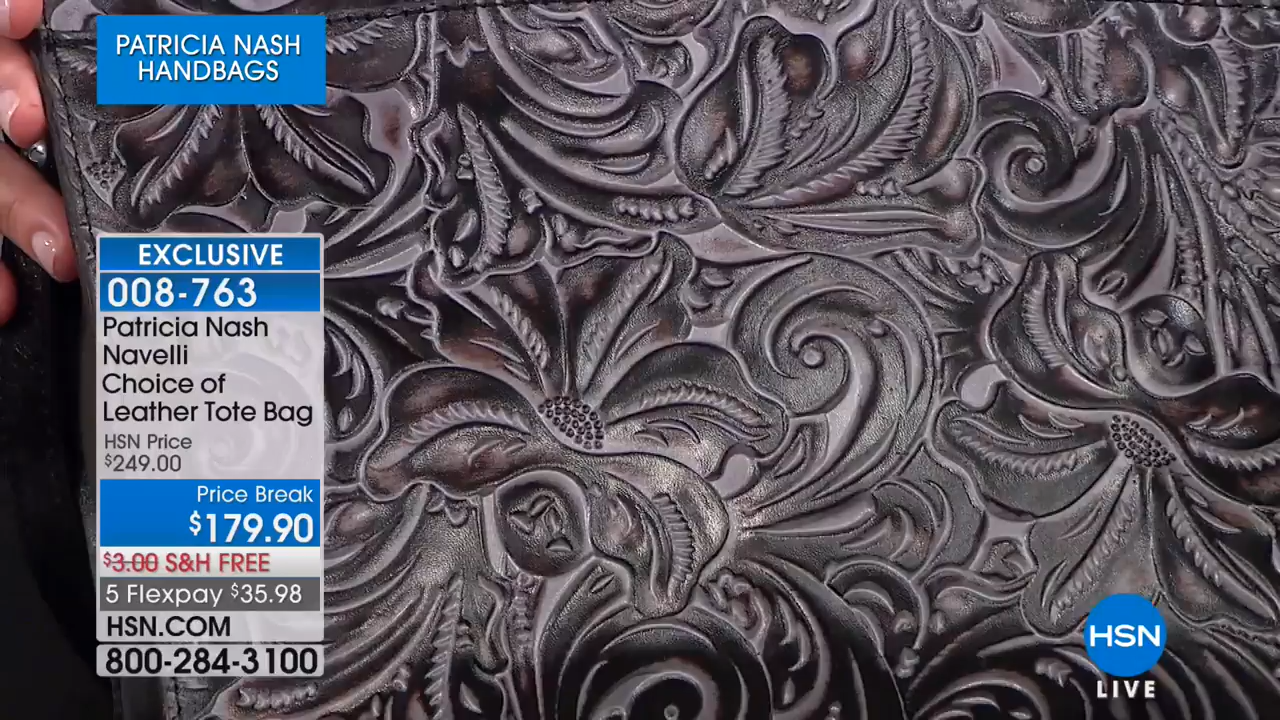 PATRICIA NASH
HANDBAGS
EXCLUSIVE
008-763
Patricia Nash
Navelli
Choice of
Leather Tote Bag
HSN Price
$249.00
Price Break
$179.90
$3.00 S&H FREE
5 Flexpay $35.98
HSN.COM
800-284-3100
HSN
LIVE